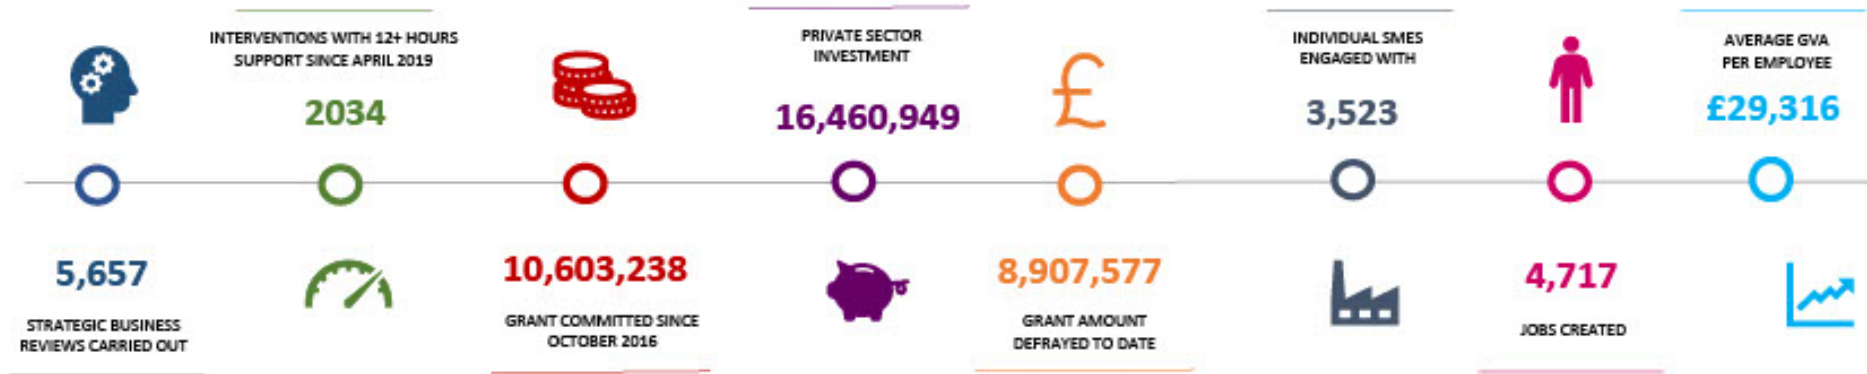 INTERVENTIONS WITH 12+ HOURS
SUPPORT SINCE APRIL 2019
2034
PRIVATE SECTOR
INVESTMENT
16,460,949
£
INDIVIDUAL SMES
ENGAGED WITH
3,523
AVERAGE GVA
PER EMPLOYEE
£29,316
5,657
STRATEGIC BUSINESS
REVIEWS CARRIED OUT
10,603,238
GRANT COMMITTED SINCE
OCTOBER 2016
8,907,577
GRANT AMOUNT
DEFRAYED TO DATE
4,717
JOBS CREATED